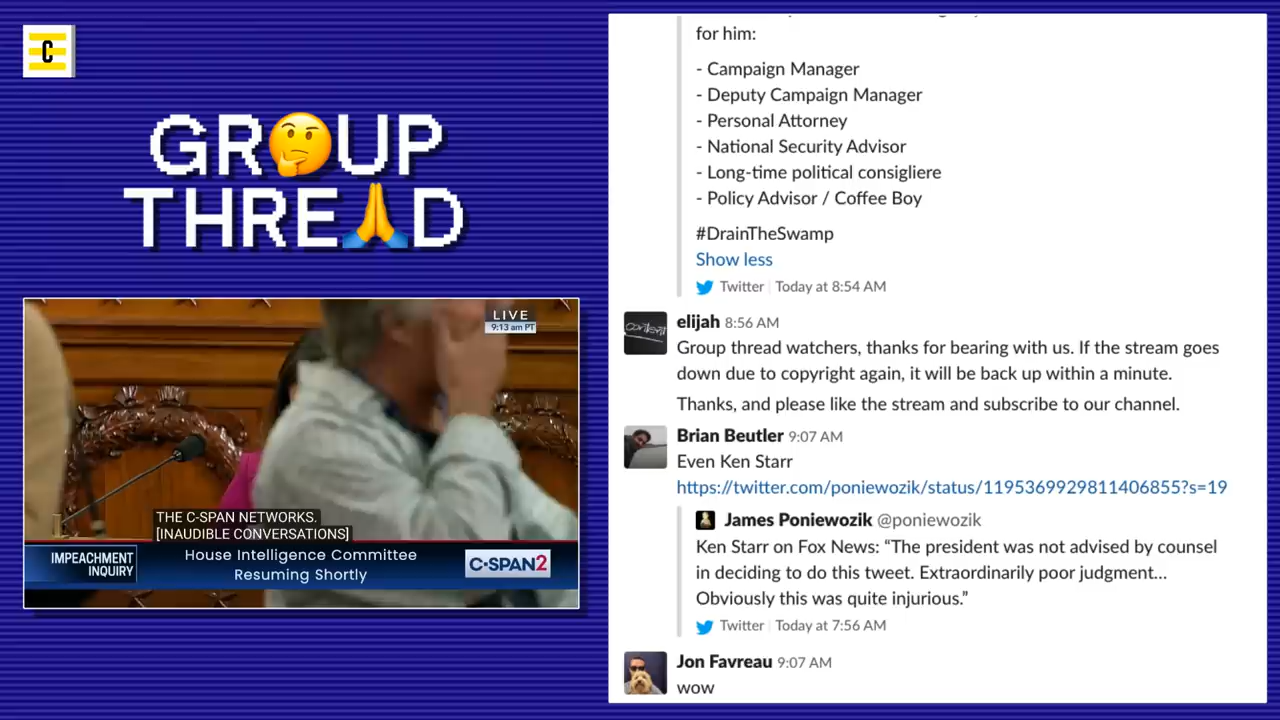 C
GROUP
THREAD
LIVE
9:13 am PT
THE C-SPAN NETWORKS.
[INAUDIBLE CONVERSATIONS]
IMPEACHMENT
INQUIRY
House Intelligence Committee
Resuming Shortly
C-SPAN2
for him:
- Campaign Manager
- Deputy Campaign Manager
- Personal Attorney
- National Security Advisor
- Long-time political consigliere
- Policy Advisor / Coffee Boy
#DrainTheSwamp
Show less
Twitter | Today at 8:54 AM
elijah 8:56 AM
Group thread watchers, thanks for bearing with us. If the stream goes
down due to copyright again, it will be back up within a minute.
Thanks, and please like the stream and subscribe to our channel.
Brian Beutler 9:07 AM
Even Ken Starr
https://twitter.com/poniewozik/status/1195369929811406855?s=19
James Poniewozik @poniewozik
Ken Starr on Fox News: “The president was not advised by counsel
in deciding to do this tweet. Extraordinarily poor judgment…
Obviously this was quite injurious.”
Twitter | Today at 7:56 AM
Jon Favreau 9:07 AM
wow